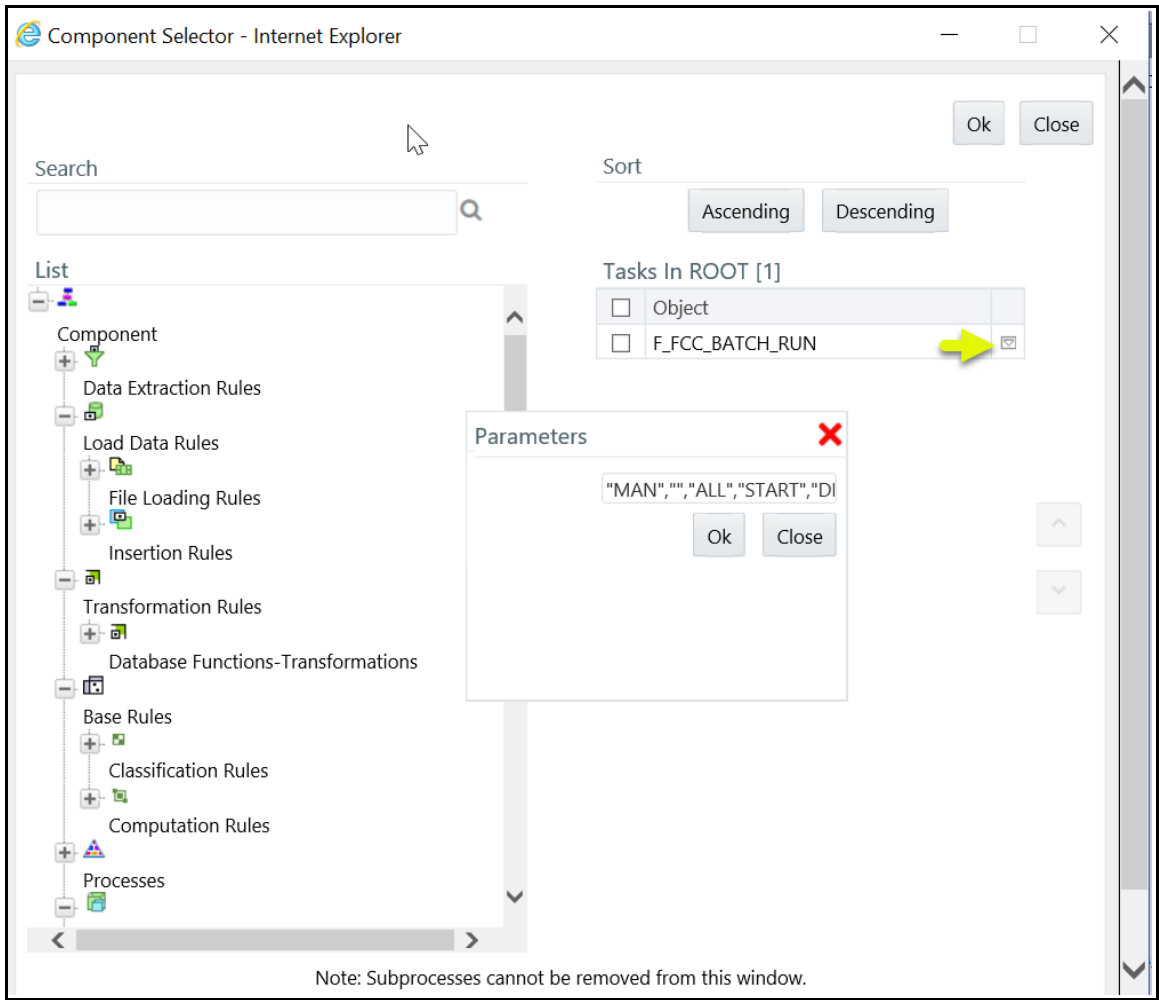 Component Selector - Internet Explorer
Ok Close
Search
Sort
Ascending Descending
List
Tasks In ROOT [1]
Object
F_FCC_BATCH_RUN
Component
Data Extraction Rules
Load Data Rules
File Loading Rules
Insertion Rules
Transformation Rules
Database Functions-Transformations
Base Rules
Classification Rules
Computation Rules
Processes
Parameters
"MAN","","ALL","START","DI
Ok Close
Note: Subprocesses cannot be removed from this window.